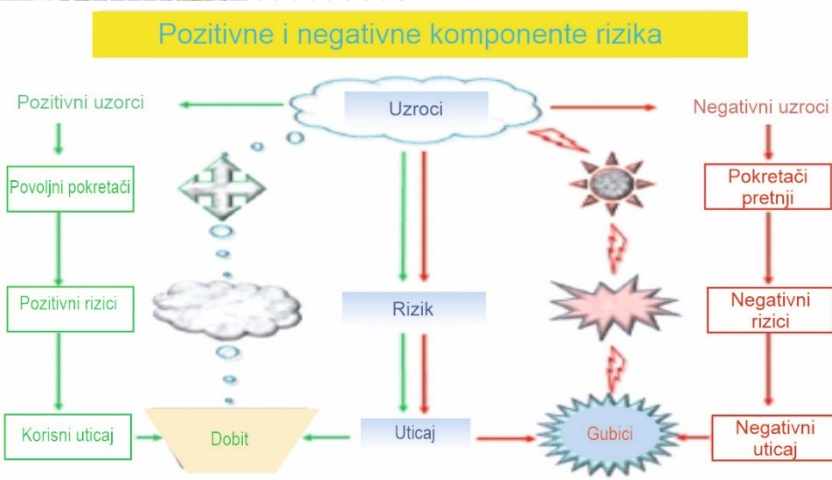 Pozitivne i negativne komponente rizika
Pozitivni uzorci
Uzroci
Negativni uzroci
Povoljni pokretači
Pokretači
pretnji
Pozitivni rizici
Rizik
Negativni
rizici
Korisni uticaj
Dobit
Uticaj
Gubici
Negativni
uticaj